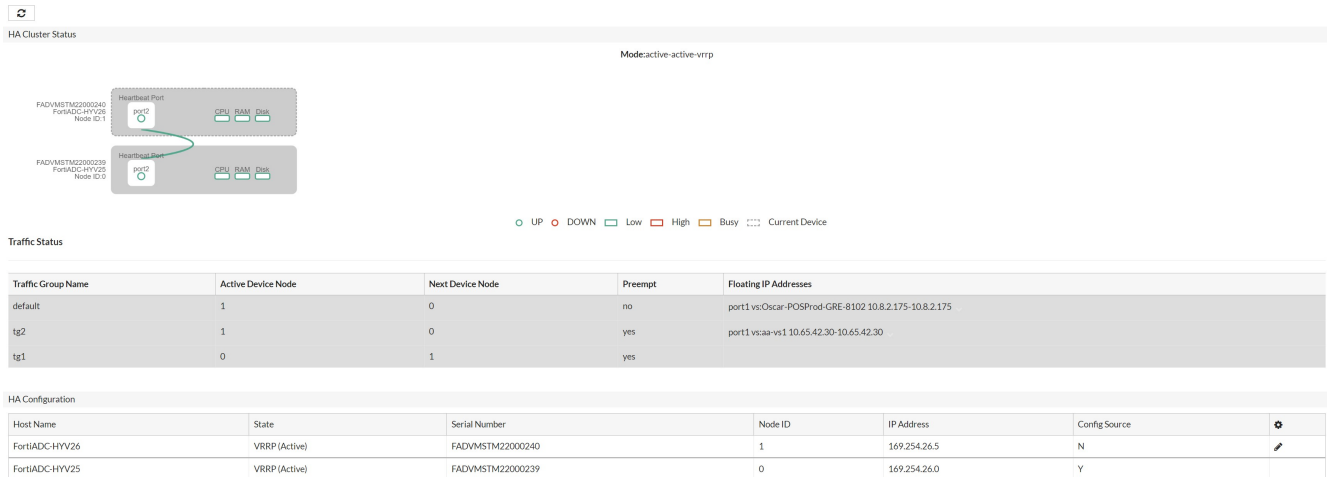 HA Cluster Status
Mode:active-active-vrrp
FADVMSTM22000240
FortiADC-HYV26
Node ID:1
Heartbeat Port
port2
CPU RAM Disk
FADVMSTM22000239
FortiADC-HYV25
Node ID:0
Heartbeat Port
port2
CPU RAM Disk
UP DOWN Low High Busy Current Device
Traffic Status
Traffic Group Name Active Device Node Next Device Node Preempt Floating IP Addresses
default 1 0 no port1 vs:Oscar-POSProd-GRE-8102 10.8.2.175-10.8.2.175
tg2 1 0 yes port1 vs:aa-vs1 10.65.42.30-10.65.42.30
tg1 0 1 yes
HA Configuration
Host Name State Serial Number Node ID IP Address Config Source
FortiADC-HYV26 VRRP (Active) FADVMSTM22000240 1 169.254.26.5 N
FortiADC-HYV25 VRRP (Active) FADVMSTM22000239 0 169.254.26.0 Y